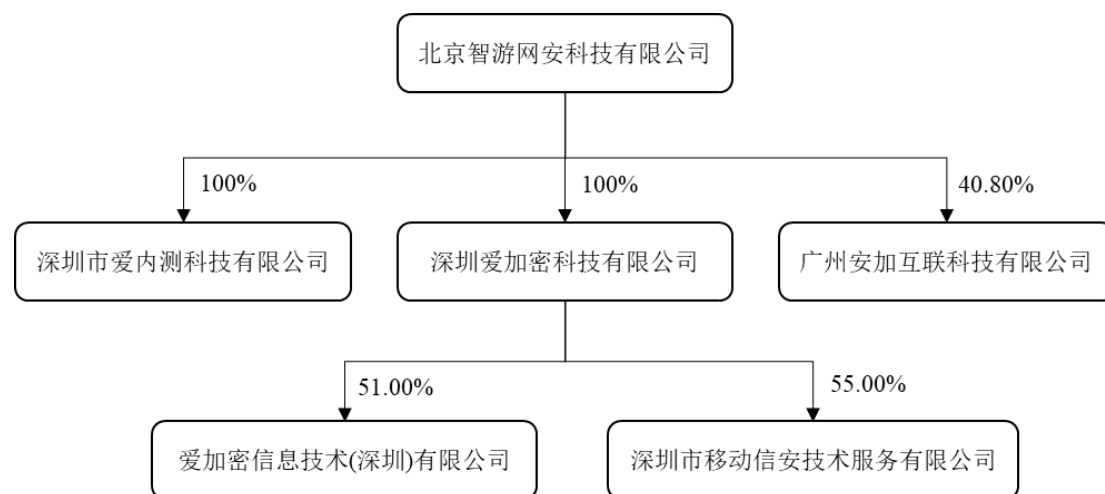 北京智游网安科技有限公司
100%
100%
40.80%
深圳市爱内测科技有限公司
深圳爱加密科技有限公司
广州安加互联科技有限公司
51.00%
55.00%
爱加密信息技术(深圳)有限公司
深圳市移动信安技术服务有限公司